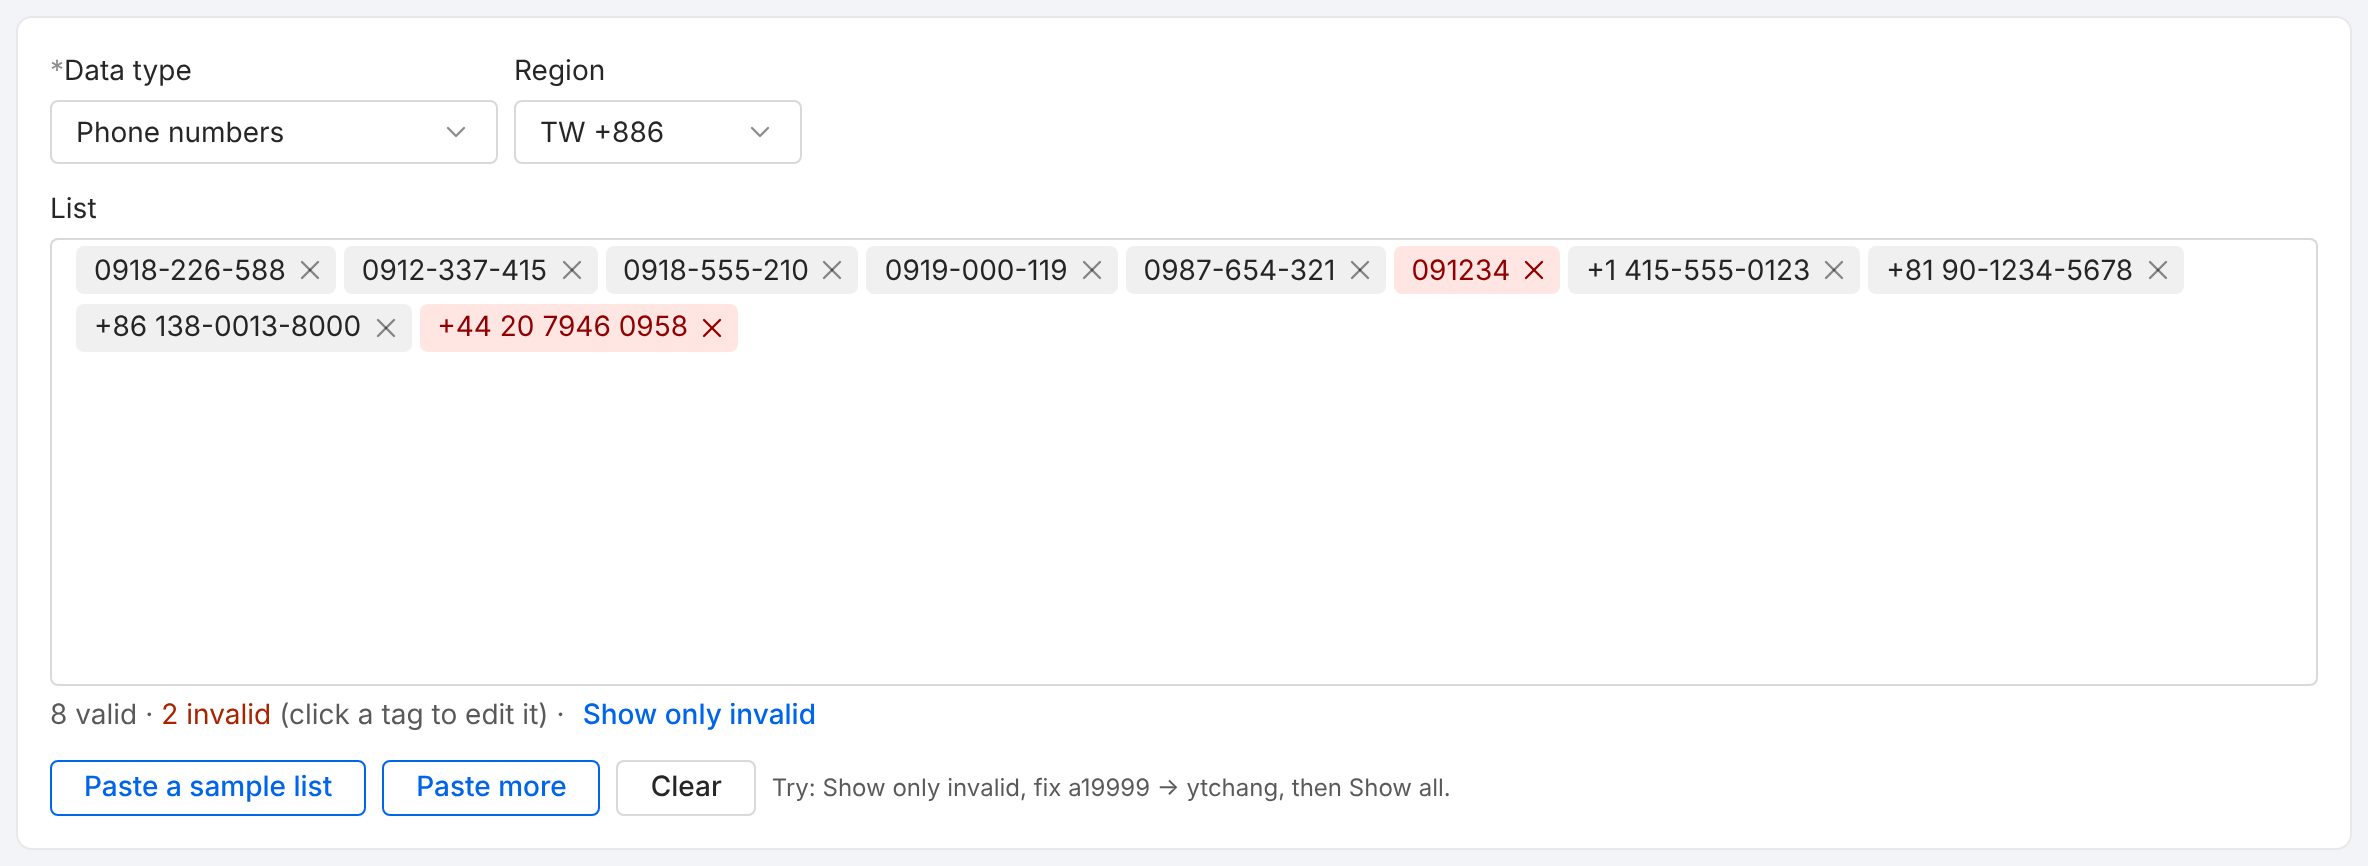 *Data type Region
Phone numbers TW +886
List
0918-226-588 0912-337-415 0918-555-210 0919-000-119 0987-654-321 091234 +1 415-555-0123 +81 90-1234-5678
+86 138-0013-8000 +44 20 7946 0958
8 valid · 2 invalid (click a tag to edit it) · Show only invalid
Paste a sample list Paste more Clear Try: Show only invalid, fix a19999 → ytchang, then Show all.